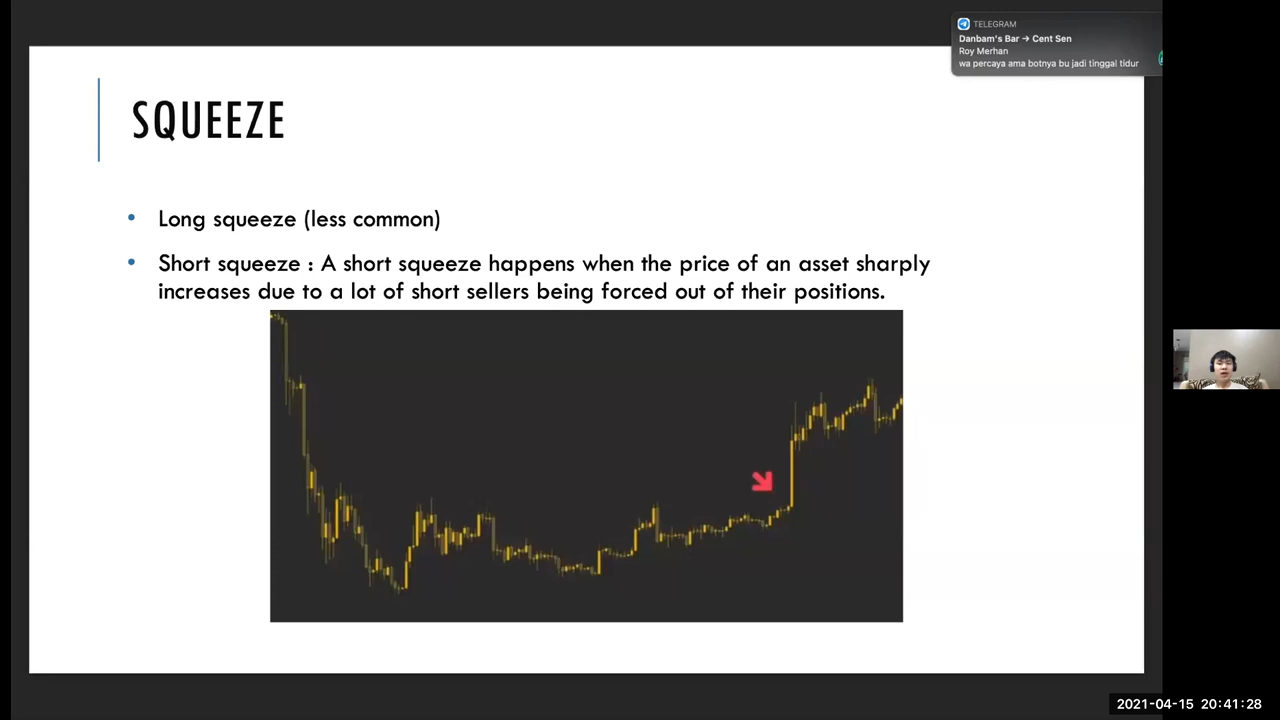 TELEGRAM
Danbam's Bar → Cent Sen
Roy Merhan
wa percaya ama botnya bu jadi tinggal tidur
SQUEEZE
• Long squeeze (less common)
• Short squeeze : A short squeeze happens when the price of an asset sharply
increases due to a lot of short sellers being forced out of their positions.
2021-04-15 20:41:28